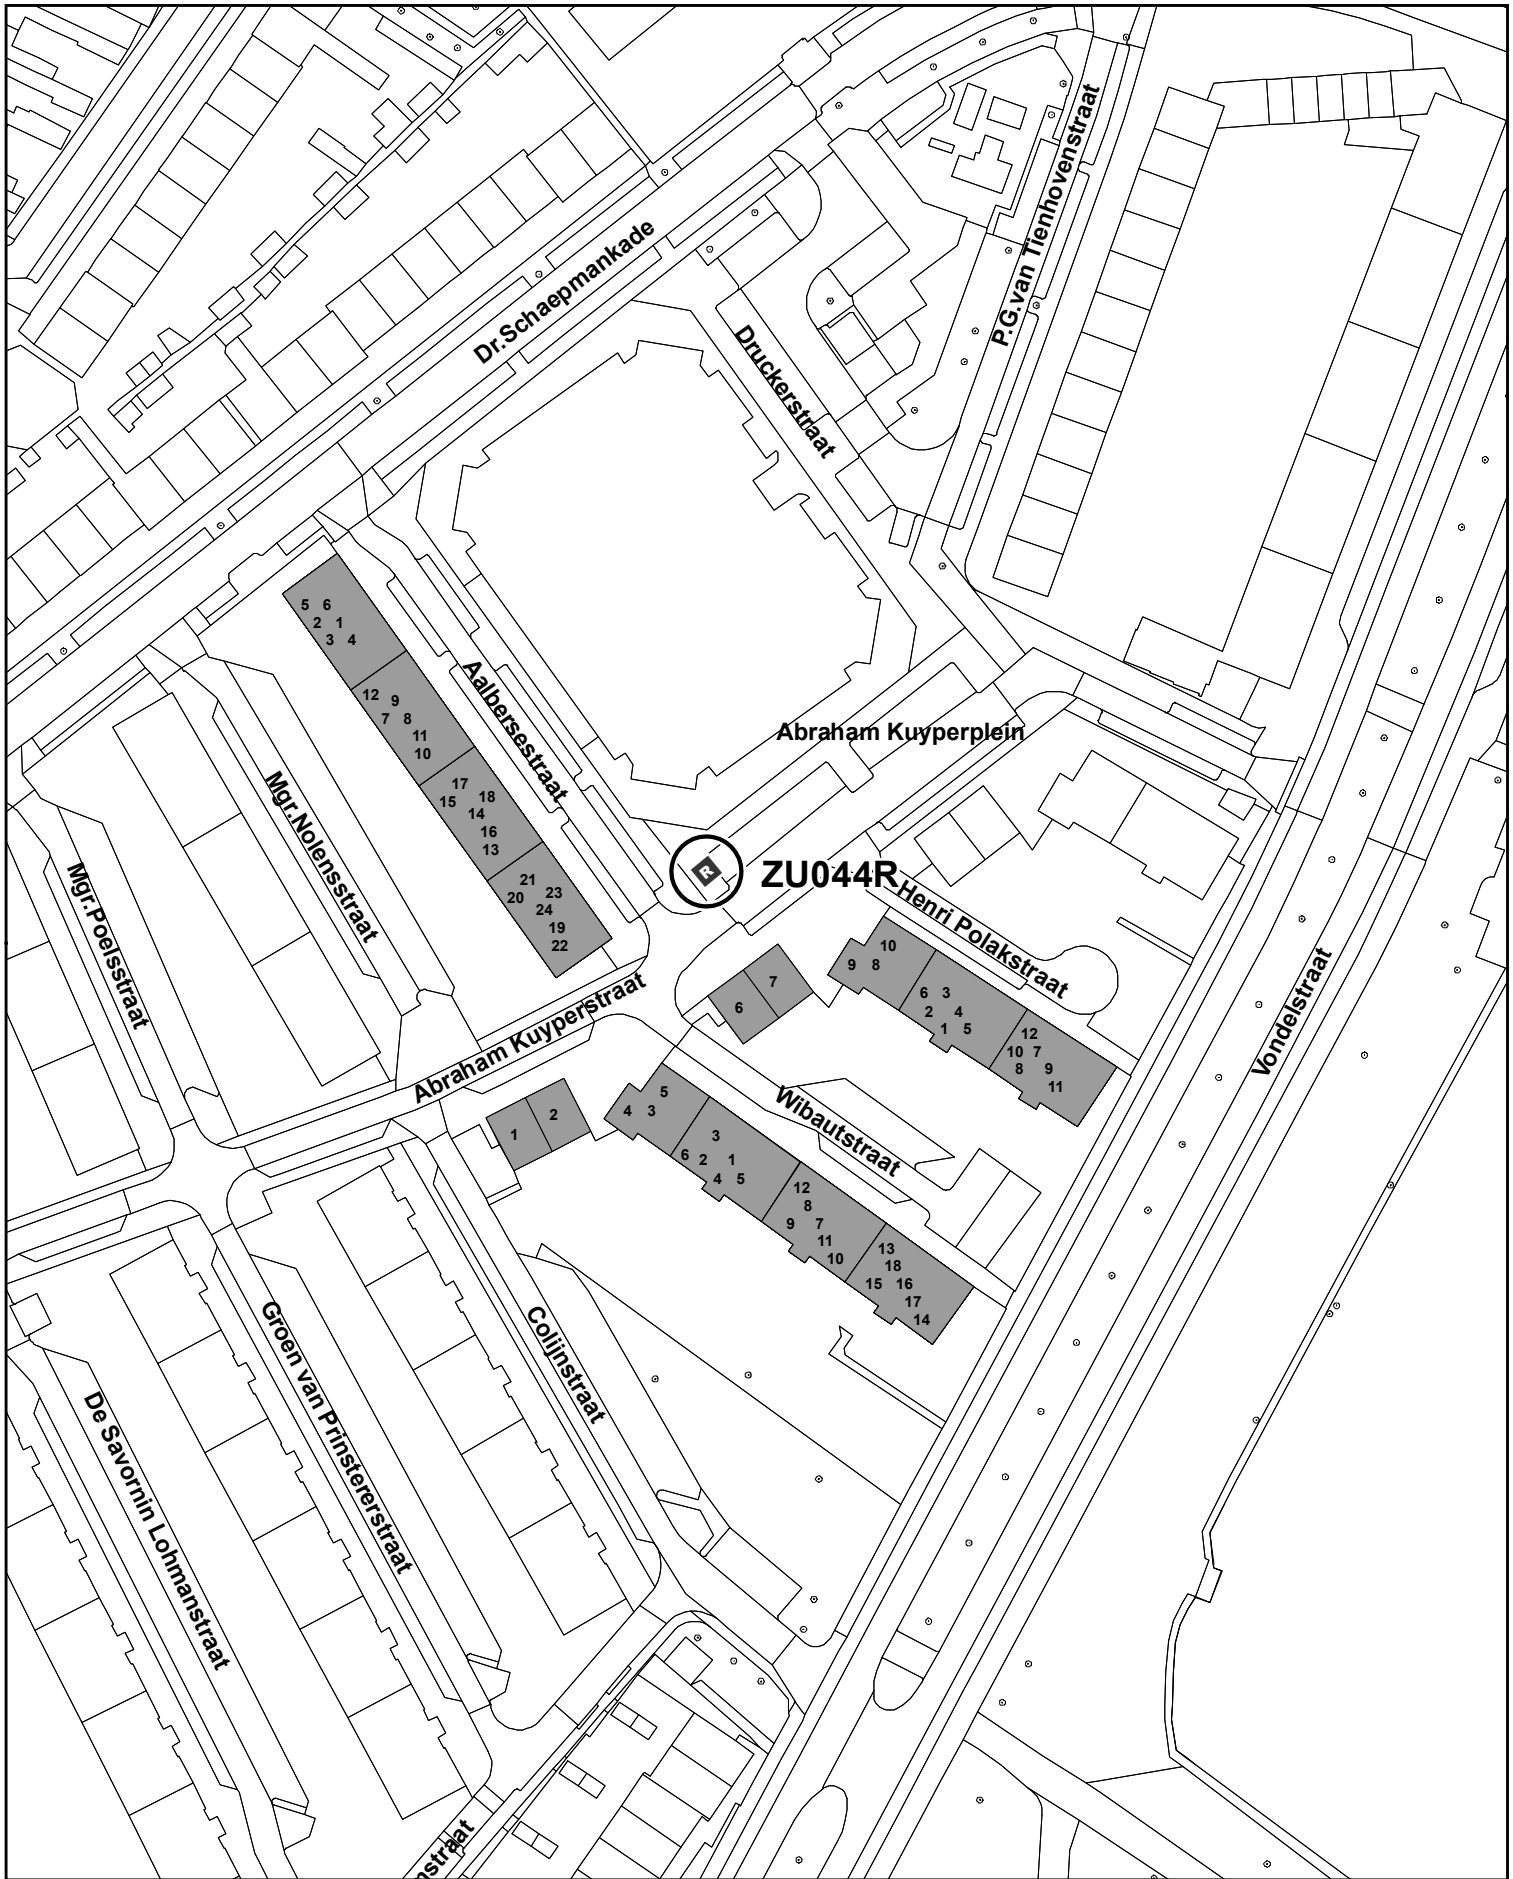 P.G.van Tienhovenstraat
Dr.Schaepmankade
Druckerstraat
5 6
2 1
3 4
12 9
7 8
11
10
17
15 18
14
16
13
21
20 23
24
19
22
Aalbersestraat
Abraham Kuyperplein
Mgr.Nolensstraat
Mgr.Poelsstraat
R
ZU044R
Henri Polakstraat
10
9 8
6 3
2 4
1 5
12
10 7
8 9
11
7
6
Vondelstraat
Abraham Kuyperstraat
2
1
5
4 3
3
6 2 1
4 5
12
8
9 7
11
10
13
18
15 16
17
14
Wibautstraat
Colijnstraat
Groen van Prinstererstraat
De Savornin Lohmanstraat
nstraat